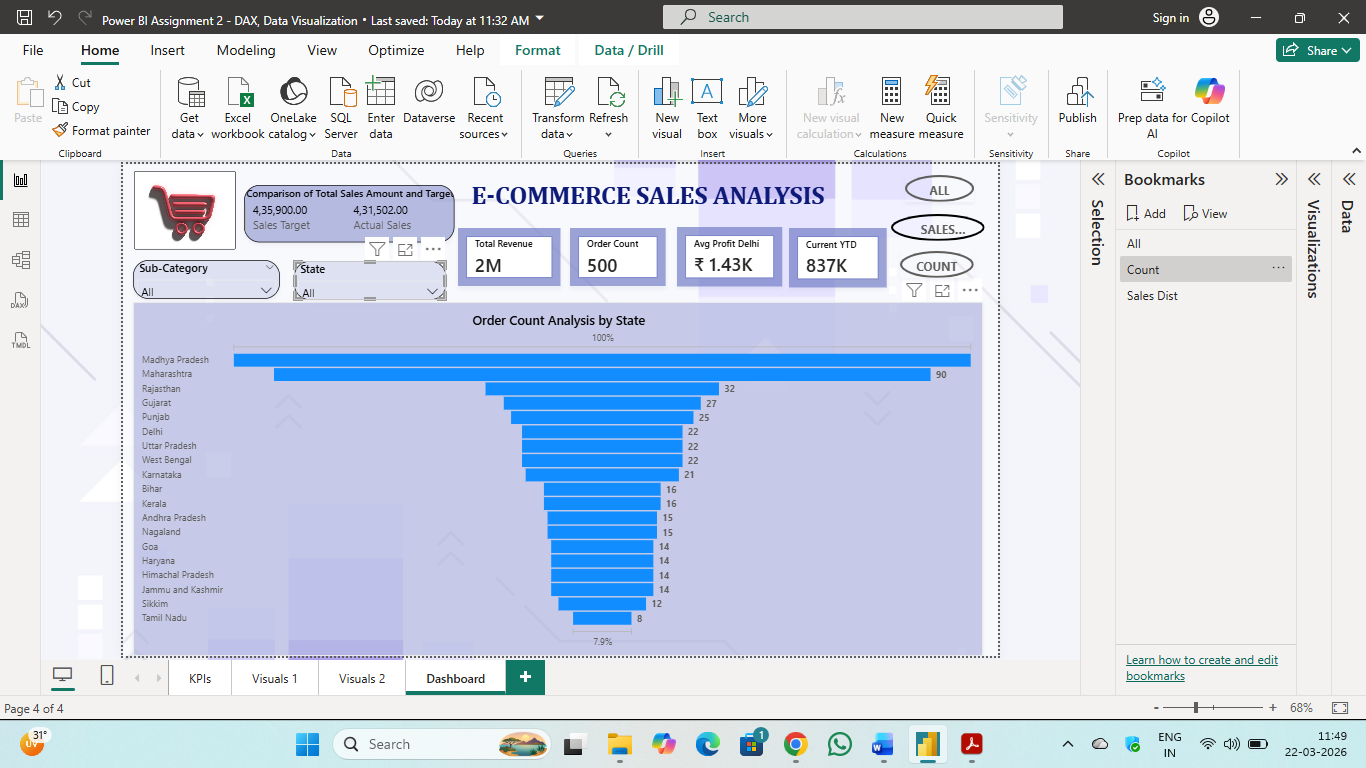 Power BI Assignment 2 - DAX, Data Visualization • Last saved: Today at 11:32 AM
Search
Sign in
File
Home
Insert
Modeling
View
Optimize
Help
Format
Data / Drill
Share
Paste
Cut
Copy
Format painter
Clipboard
Get data
Excel workbook
OneLake catalog
SQL Server
Enter data
Dataverse
Recent sources
Data
Transform data
Refresh
Queries
New visual
Text box
More visuals
Insert
New visual calculation
New measure
Quick measure
Calculations
Sensitivity
Sensitivity
Publish
Share
Prep data for AI
Copilot
Copilot
DAX
TMDL
Comparison of Total Sales Amount and Targe
4,35,900.00
4,31,502.00
Sales Target
Actual Sales
E-COMMERCE SALES ANALYSIS
ALL
SALES...
COUNT
Sub-Category
All
State
All
Total Revenue
2M
Order Count
500
Avg Profit Delhi
₹ 1.43K
Current YTD
837K
Order Count Analysis by State
100%
Madhya Pradesh
Maharashtra 90
Rajasthan 32
Gujarat 27
Punjab 25
Delhi 22
Uttar Pradesh 22
West Bengal 22
Karnataka 21
Bihar 16
Kerala 16
Andhra Pradesh 15
Nagaland 15
Goa 14
Haryana 14
Himachal Pradesh 14
Jammu and Kashmir 14
Sikkim 12
Tamil Nadu 8
7.9%
Selection
Bookmarks
Add
View
All
Count
Sales Dist
Learn how to create and edit
bookmarks
Visualizations
Data
KPIs
Visuals 1
Visuals 2
Dashboard
Page 4 of 4
68%
31°
UV
Search
1
ENG
IN
11:49
22-03-2026